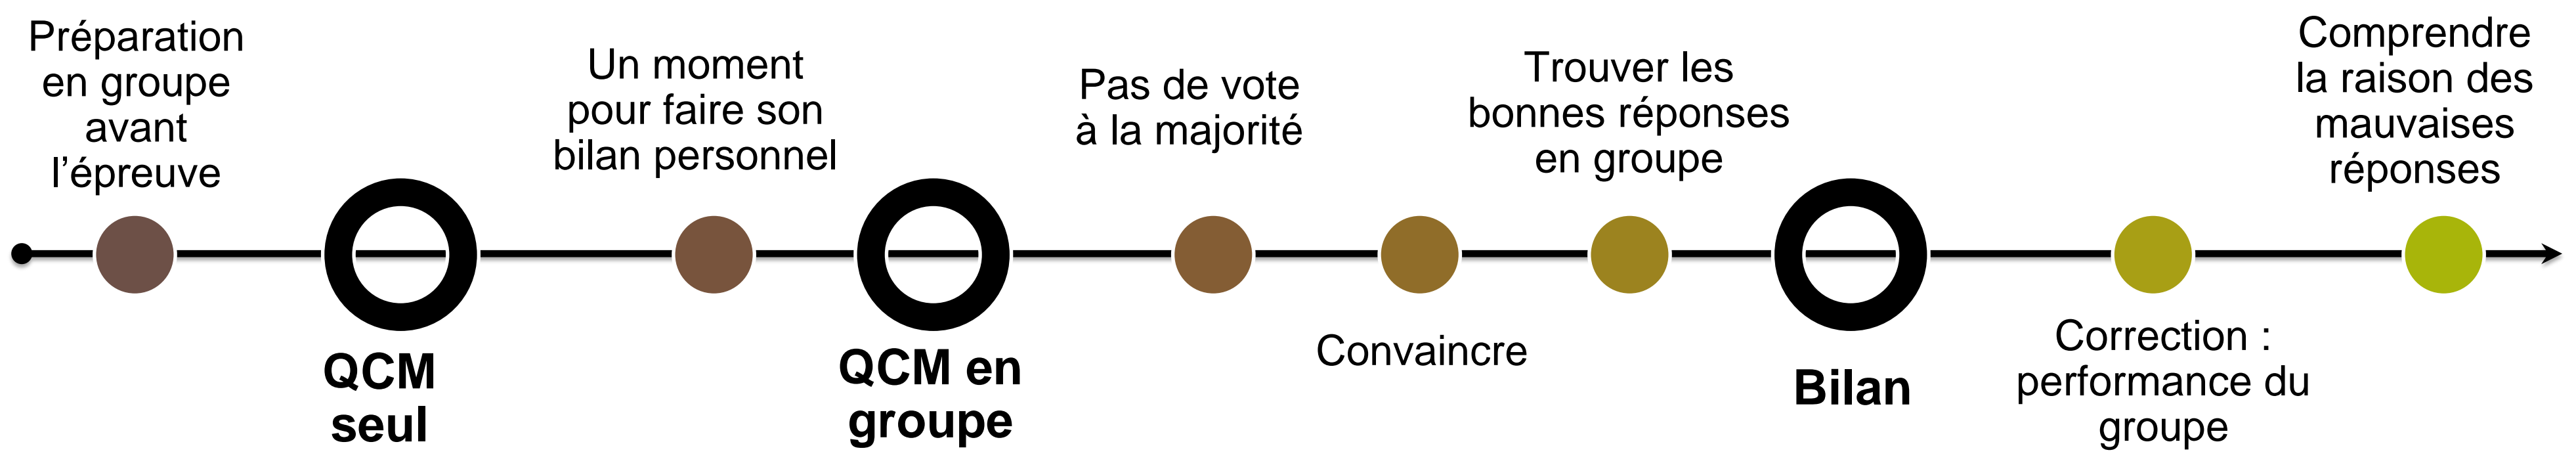 Préparation
en groupe
avant
l’épreuve
QCM
seul
Un moment
pour faire son
bilan personnel
QCM en
groupe
Pas de vote
à la majorité
Convaincre
Trouver les
bonnes réponses
en groupe
Bilan
Correction :
performance du
groupe
Comprendre
la raison des
mauvaises
réponses